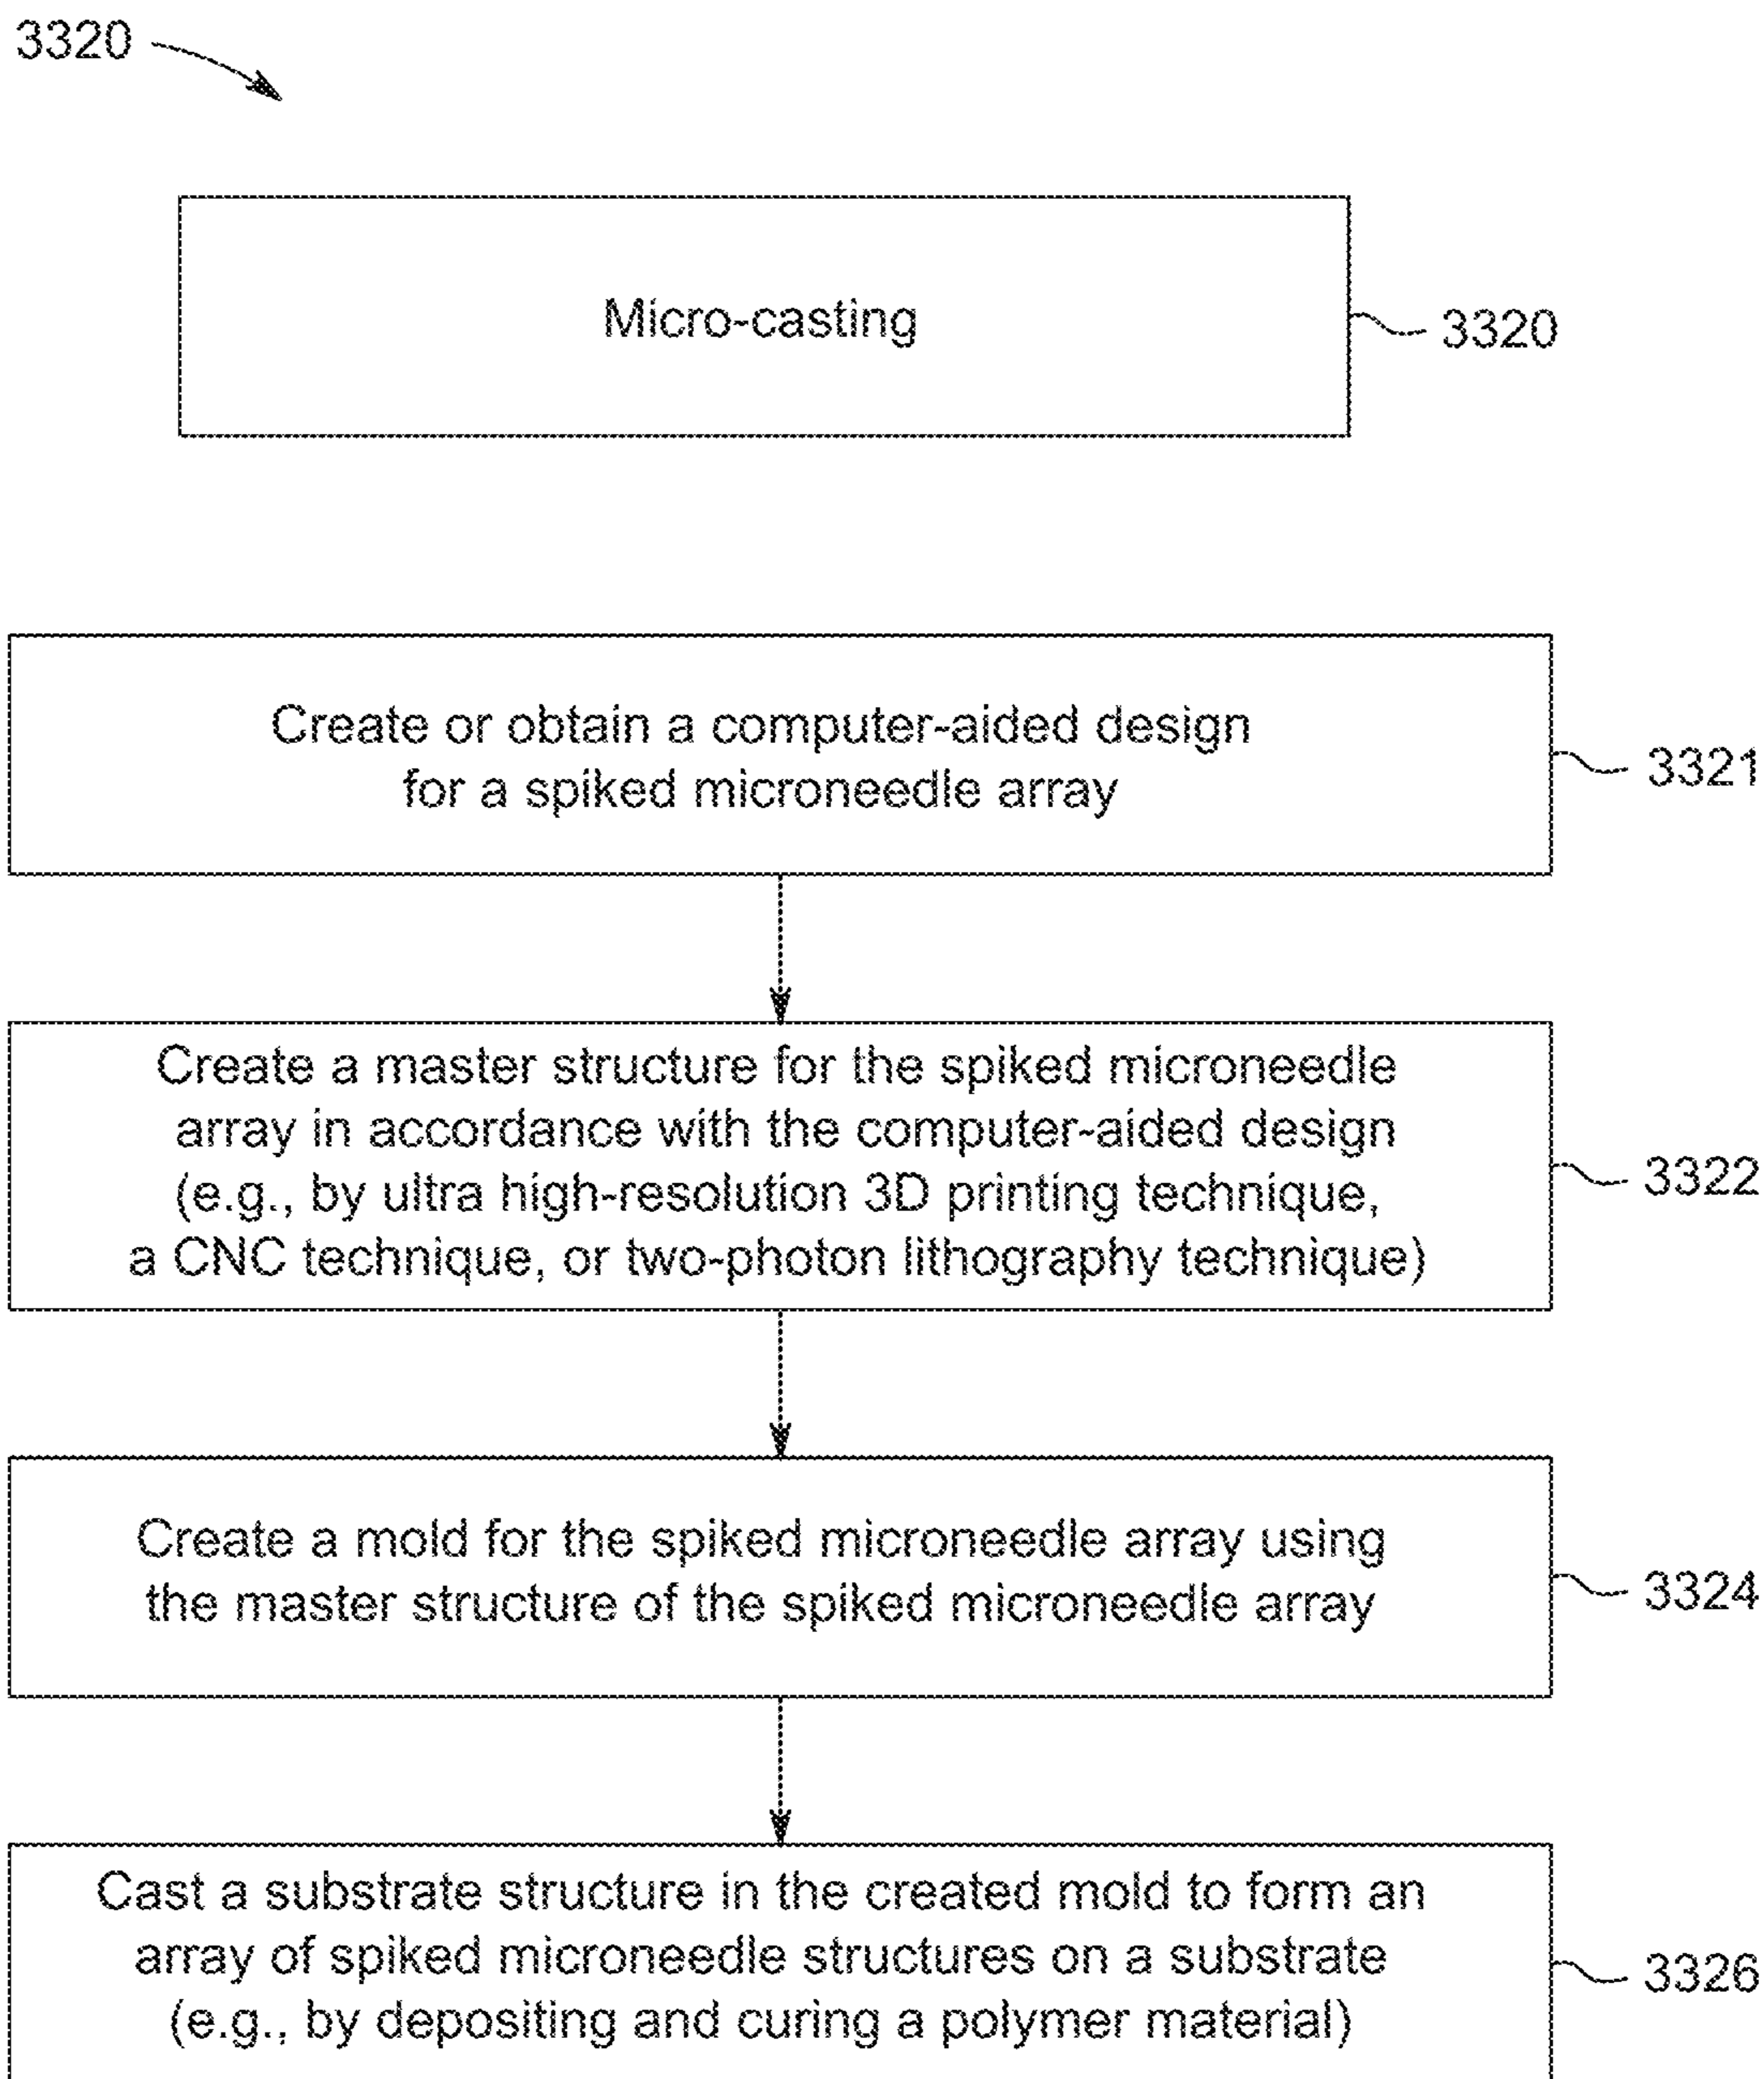 3320
Micro-casting
3320
Create or obtain a computer-aided design
for a spiked microneedle array
3321
Create a master structure for the spiked microneedle
array in accordance with the computer-aided design
(e.g., by ultra high-resolution 3D printing technique,
a CNC technique, or two-photon lithography technique)
3322
Create a mold for the spiked microneedle array using
the master structure of the spiked microneedle array
3324
Cast a substrate structure in the created mold to form an
array of spiked microneedle structures on a substrate
(e.g., by depositing and curing a polymer material)
3326